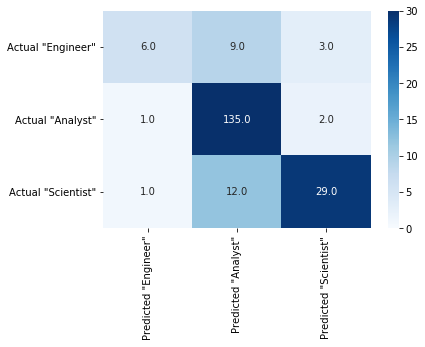 Actual "Engineer" 6.0 9.0 3.0
Actual "Analyst" 1.0 135.0 2.0
Actual "Scientist" 1.0 12.0 29.0
Predicted "Engineer"
Predicted "Analyst"
Predicted "Scientist"
30
25
20
15
10
5
0